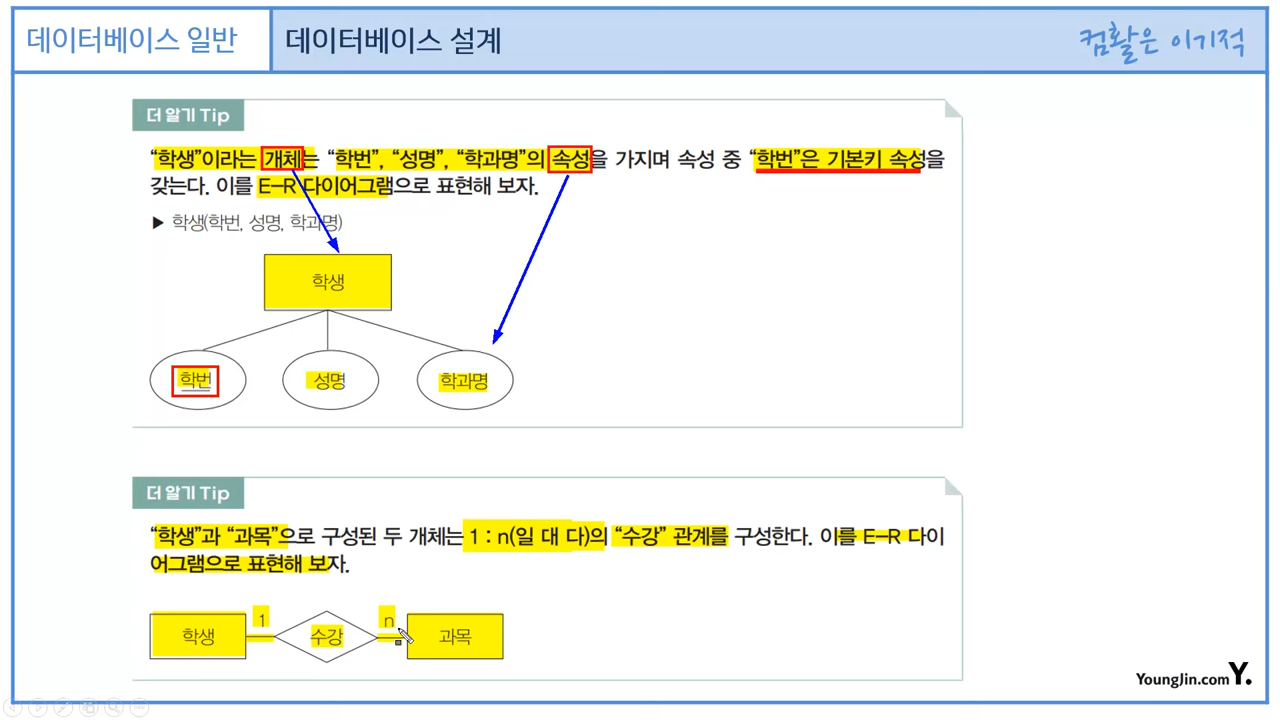 데이터베이스 일반
데이터베이스 설계
컴활은 이기적
더 알기 Tip
“학생”이라는 개체는 “학번”, “성명”, “학과명”의 속성을 가지며 속성 중 “학번”은 기본키 속성을
갖는다. 이를 E-R 다이어그램으로 표현해 보자.
▶ 학생(학번, 성명, 학과명)
학생
학번 성명 학과명
더 알기 Tip
“학생”과 “과목”으로 구성된 두 개체는 1 : n(일 대 다)의 “수강” 관계를 구성한다. 이를 E-R 다이
어그램으로 표현해 보자.
학생 1 수강 n 과목
YoungJin.com Y.